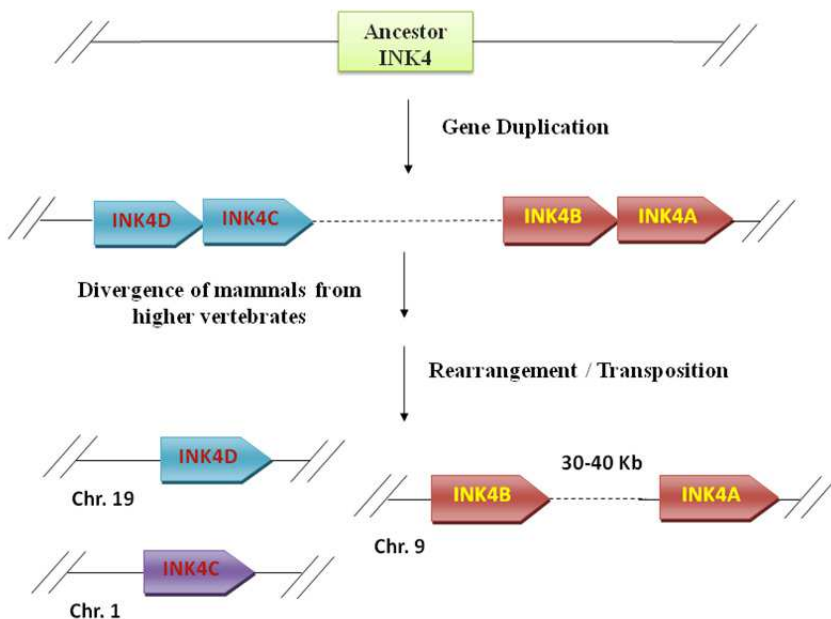 Ancestor
INK4
Gene Duplication
INK4D
INK4C
INK4B
INK4A
Divergence of mammals from
higher vertebrates
Rearrangement / Transposition
INK4D
Chr. 19
INK4B
30-40 Kb
INK4A
Chr. 9
INK4C
Chr. 1